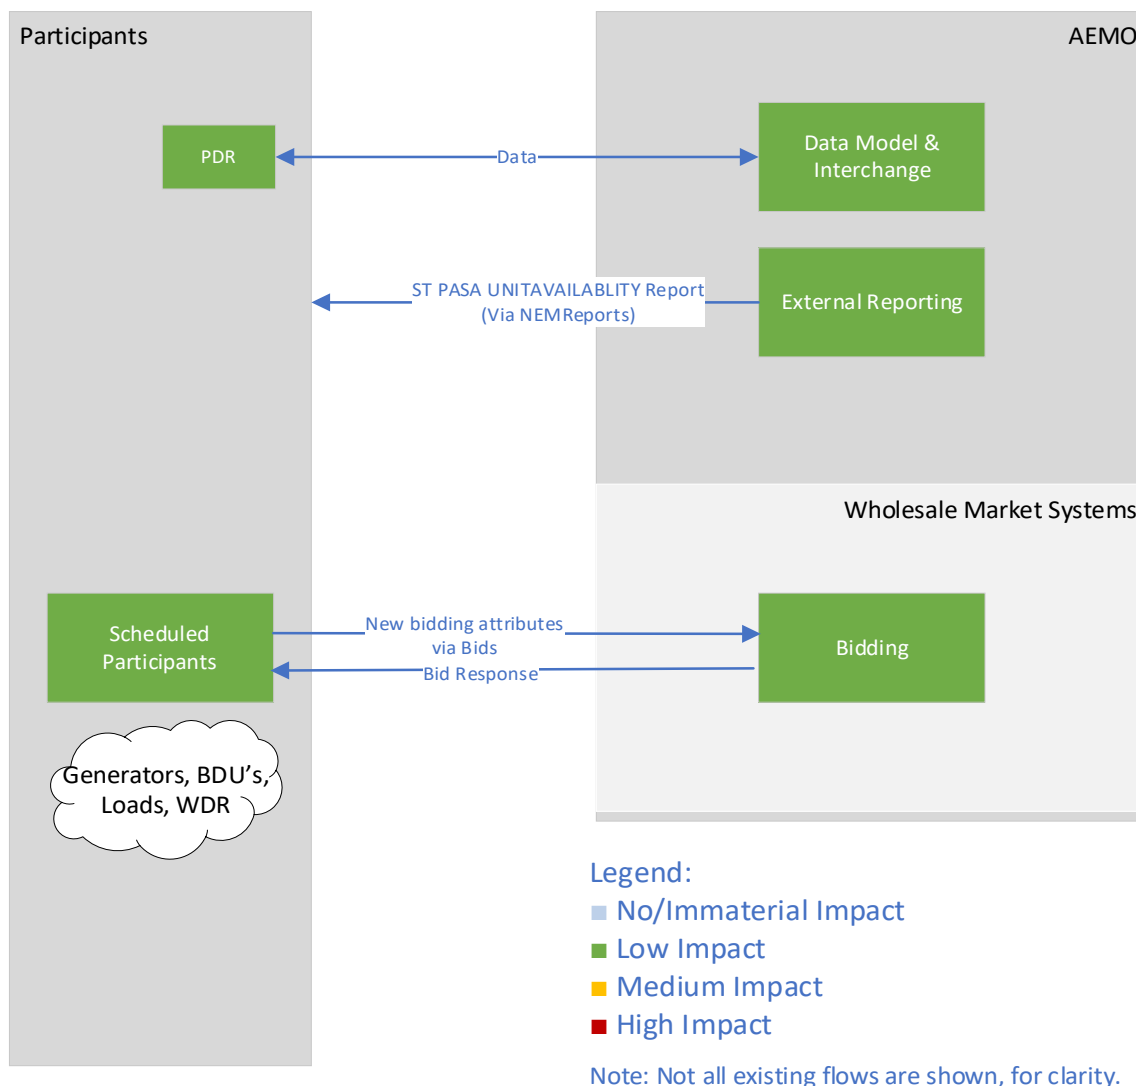 Participants
AEMO
PDR
Data
Data Model &
Interchange
ST PASA UNITAVAILABLITY Report
(Via NEMReports)
External Reporting
Wholesale Market Systems
Scheduled
Participants
New bidding attributes
via Bids
Bid Response
Bidding
Generators, BDU's,
Loads, WDR
Legend:
No/Immaterial Impact
Low Impact
Medium Impact
High Impact
Note: Not all existing flows are shown, for clarity.